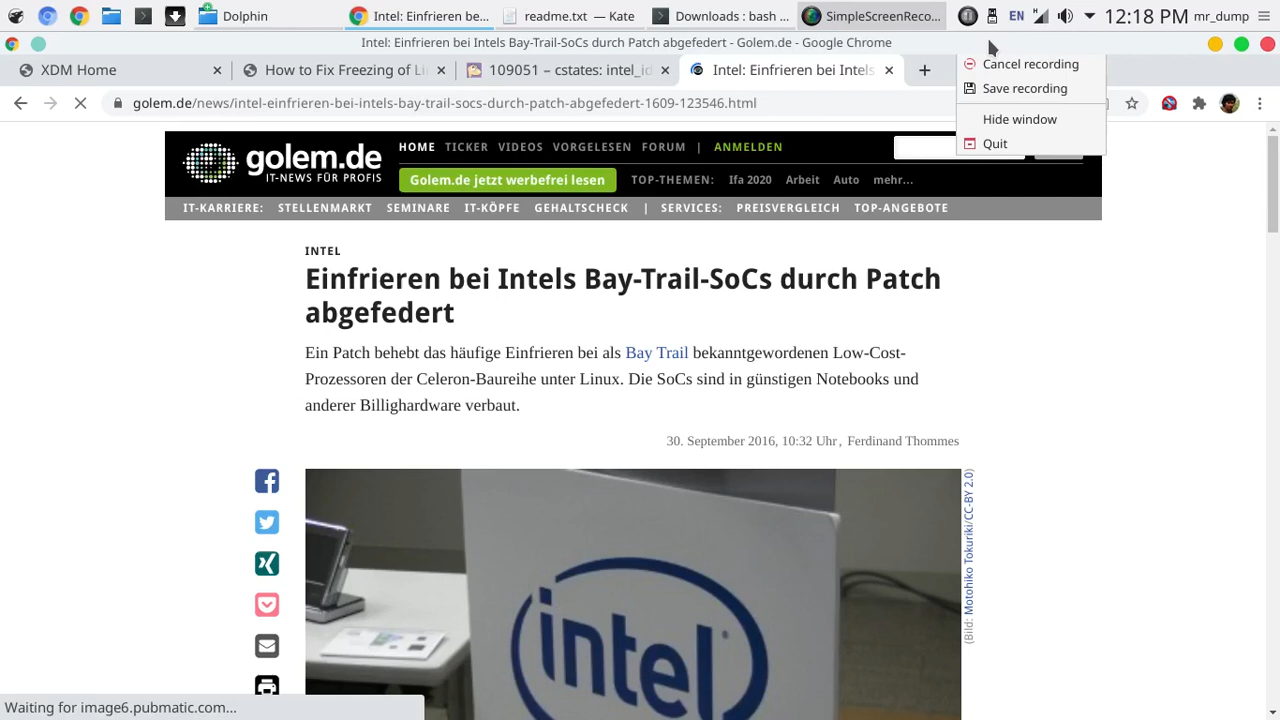 Dolphin
Intel: Einfrieren be...
readme.txt — Kate
Downloads : bash ...
SimpleScreenReco...
EN
12:18 PM
mr_dump
Intel: Einfrieren bei Intels Bay-Trail-SoCs durch Patch abgefedert - Golem.de - Google Chrome
XDM Home
How to Fix Freezing of Li
109051 – cstates: intel_id
Intel: Einfrieren bei Intels
Cancel recording
Save recording
Hide window
Quit
golem.de/news/intel-einfrieren-bei-intels-bay-trail-socs-durch-patch-abgefedert-1609-123546.html
golem.de
IT-NEWS FÜR PROFIS
HOME TICKER VIDEOS VORGELESEN FORUM | ANMELDEN
Golem.de jetzt werbefrei lesen
TOP-THEMEN: Ifa 2020 Arbeit Auto mehr...
IT-KARRIERE: STELLENMARKT SEMINARE IT-KÖPFE GEHALTSCHECK | SERVICES: PREISVERGLEICH TOP-ANGEBOTE
INTEL
Einfrieren bei Intels Bay-Trail-SoCs durch Patch
abgefedert
Ein Patch behebt das häufige Einfrieren bei als Bay Trail bekanntgewordenen Low-Cost-
Prozessoren der Celeron-Baureihe unter Linux. Die SoCs sind in günstigen Notebooks und
anderer Billighardware verbaut.
30. September 2016, 10:32 Uhr, Ferdinand Thommes
(Bild: Motohiko Tokuriki/CC-BY 2.0)
intel
Waiting for image6.pubmatic.com...